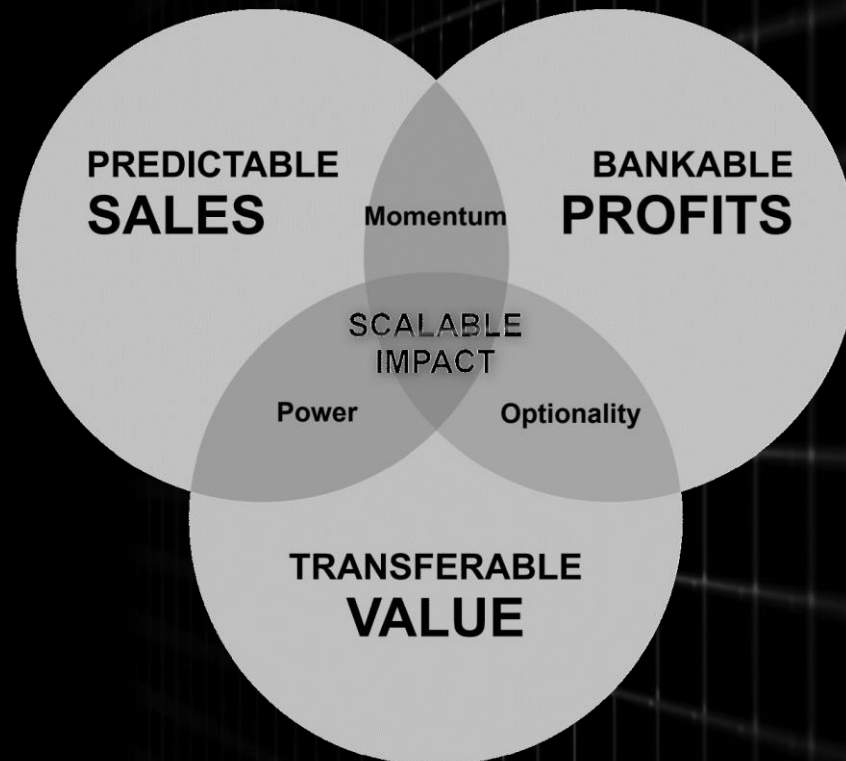 PREDICTABLE
SALES
BANKABLE
PROFITS
Momentum
SCALABLE
IMPACT
Power
Optionality
TRANSFERABLE
VALUE